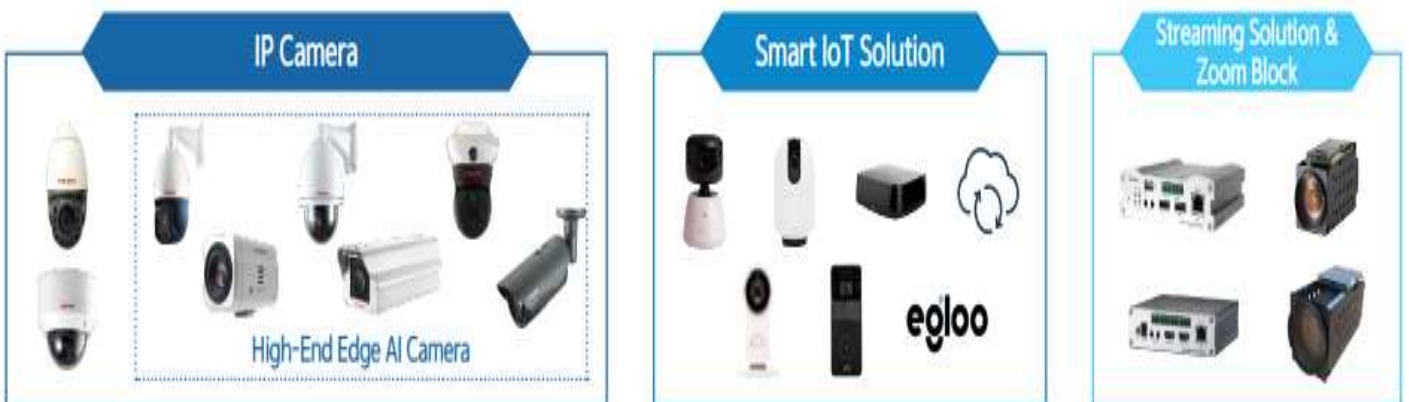 IP Camera
High-End Edge AI Camera
Smart IoT Solution
egloo
Streaming Solution &
Zoom Block